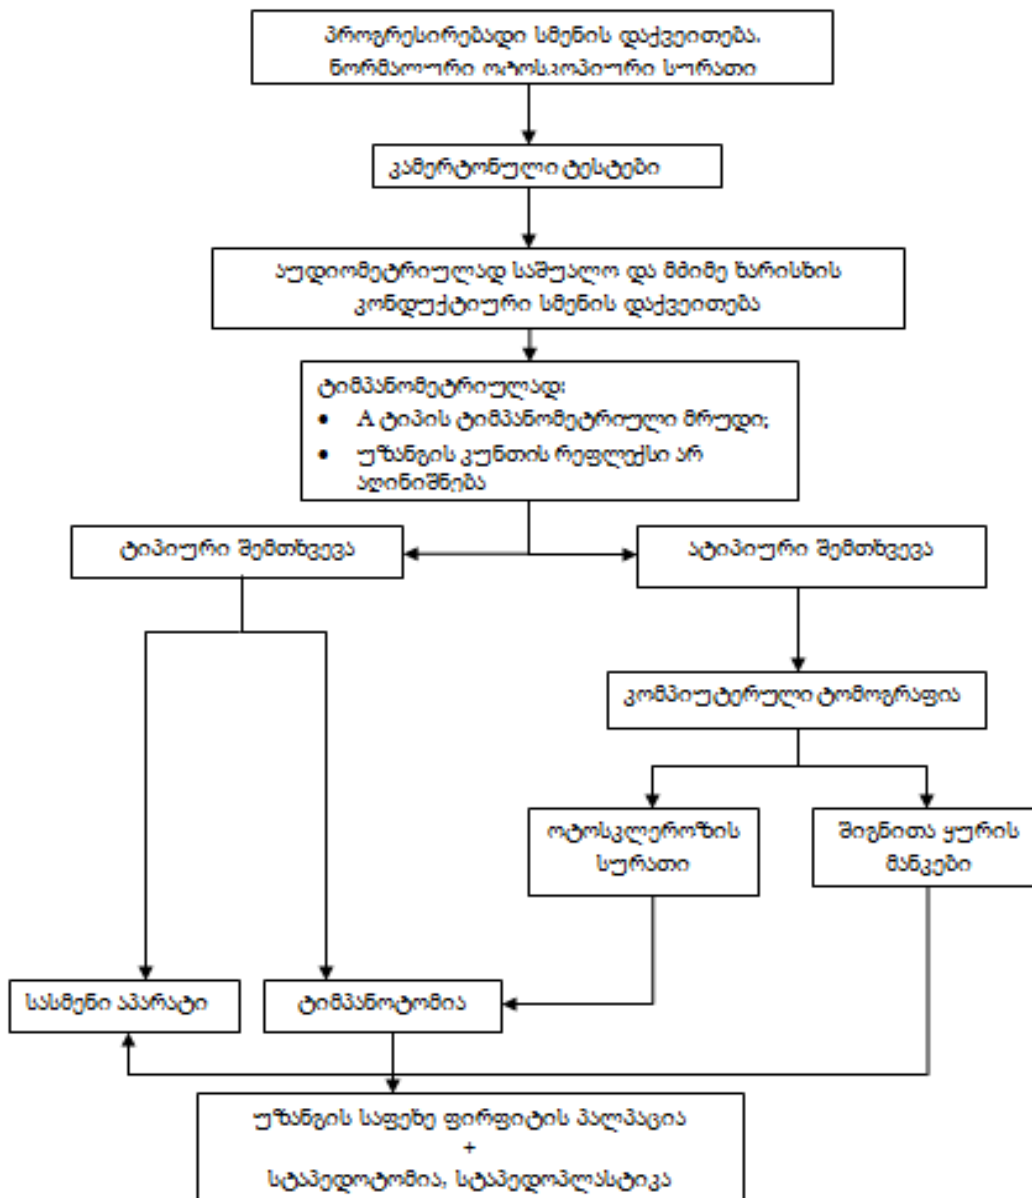 პროგრესირებადი სმენის დაქვეითება.
ნორმალური ოტოსკოპიური სურათი
კამერტონული ტესტები
აუდიომეტრიულად საშუალო და მძიმე ხარისხის
კონდუქტიური სმენის დაქვეითება
ტიმპანომეტრიულად:
• A ტიპის ტიმპანომეტრიული მრუდი;
• უზანგის კუნთის რეფლექსი არ
აღინიშნება
ტიპიური შემთხვევა
ატიპიური შემთხვევა
კომპიუტერული ტომოგრაფია
ოტოსკლეროზის
სურათი
შიგნითა ყურის
მანკები
სასმენი აპარატი
ტიმპანოტომია
უზანგის საფეხე ფირფიტის პალპაცია
+
სტაპედოტომია, სტაპედოპლასტიკა